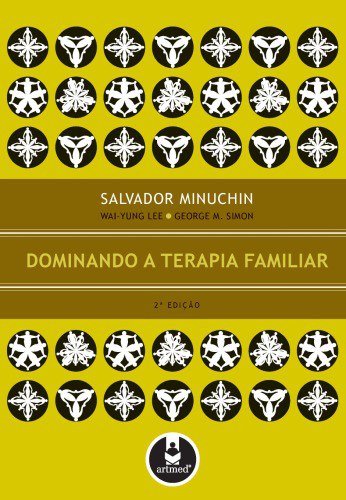 SALVADOR MINUCHIN
WAI-YUNG LEE • GEORGE M. SIMON
DOMINANDO A TERAPIA FAMILIAR
2ª EDIÇÃO
artmed®